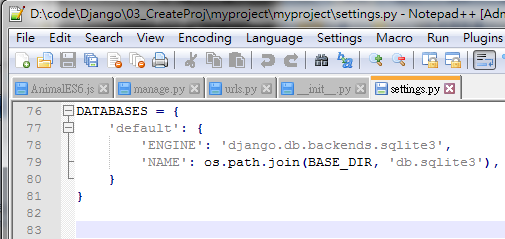 D:\code\Django\03_CreateProj\myproject\myproject\settings.py - Notepad++ [Adm
File Edit Search View Encoding Language Settings Macro Run Plugins
AnimalES6.js manage.py urls.py __init__.py settings.py
76 DATABASES = {
77     'default': {
78         'ENGINE': 'django.db.backends.sqlite3',
79         'NAME': os.path.join(BASE_DIR, 'db.sqlite3'),
80     }
81 }
82
83